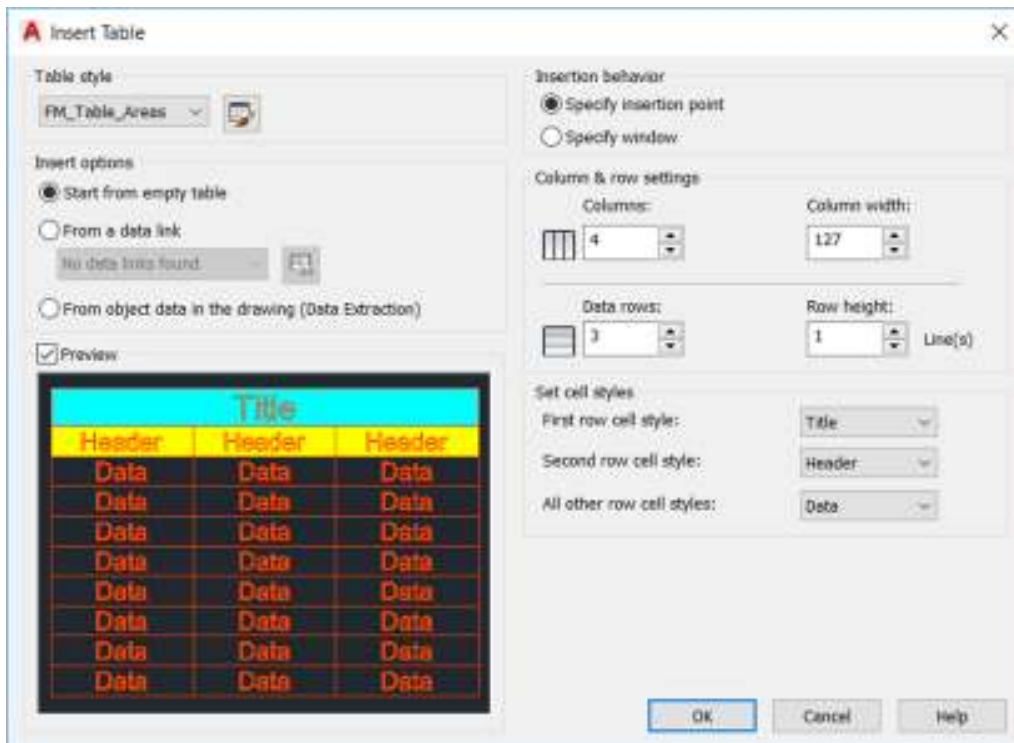 Insert Table
Table style
FM_Table_Areas
Insert options
Start from empty table
From a data link
No data links found
From object data in the drawing (Data Extraction)
Preview
Title
Header Header Header
Data Data Data
Data Data Data
Data Data Data
Data Data Data
Data Data Data
Data Data Data
Data Data Data
Data Data Data
Insertion behavior
Specify insertion point
Specify window
Column & row settings
Columns: Column width:
4 127
Data rows: Row height:
3 1 Line(s)
Set cell styles
First row cell style: Title
Second row cell style: Header
All other row cell styles: Data
OK Cancel Help